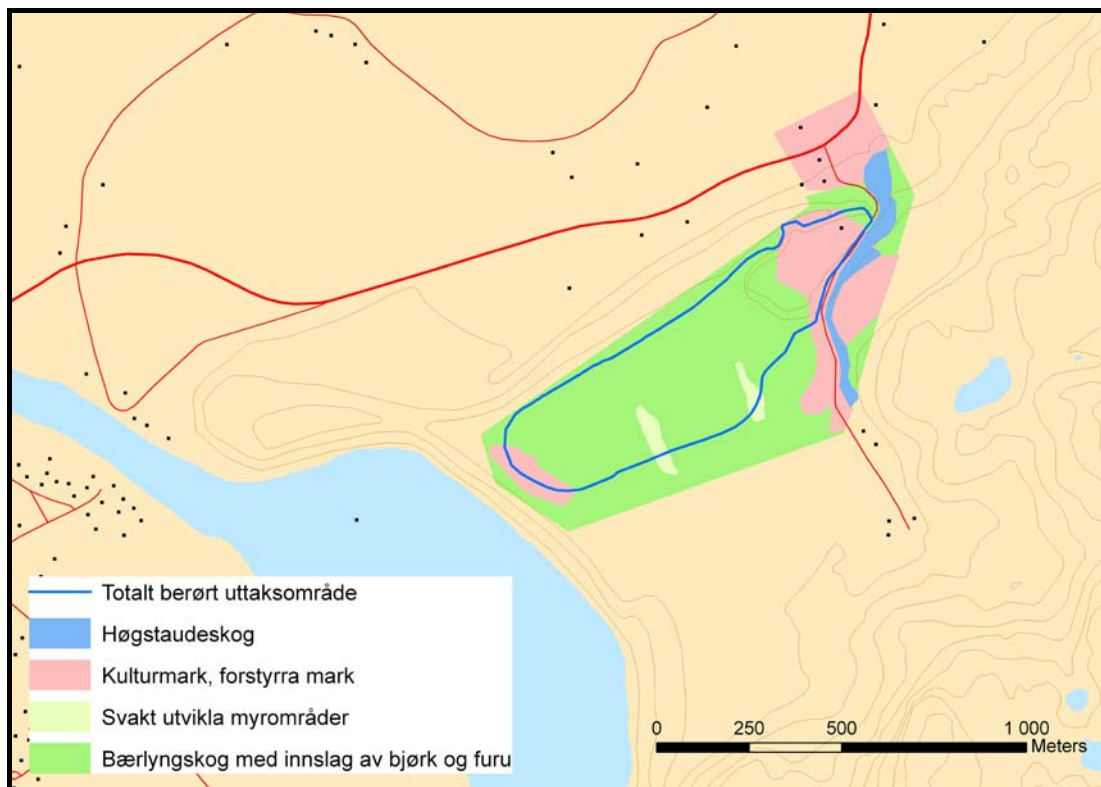 Totalt berørt uttaksområde
Høgstaudeskog
Kulturmark, forstyrra mark
Svakt utvikla myrområder
Bærlyngskog med innslag av bjørk og furu
0 250 500 1 000
Meters